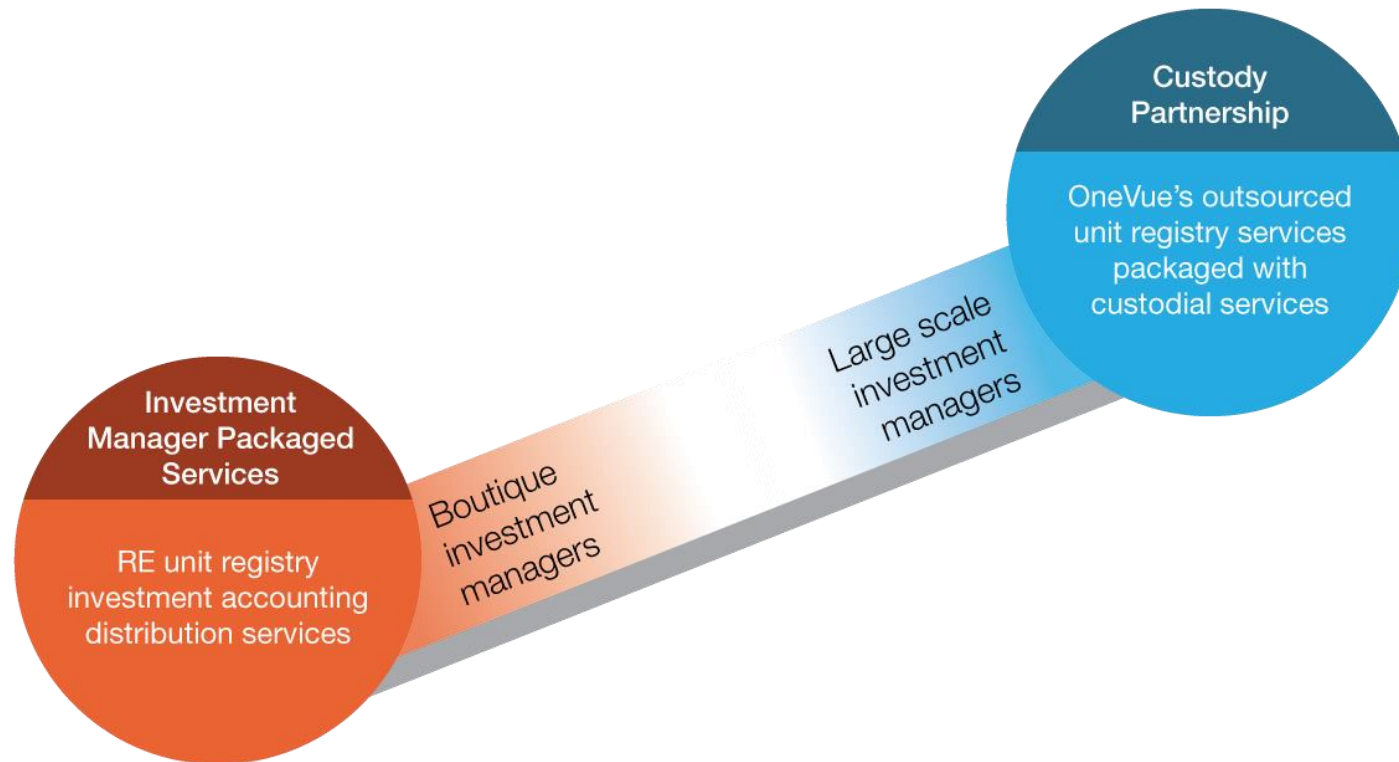 Custody
Partnership
OneVue’s outsourced
unit registry services
packaged with
custodial services
Large scale
investment
managers
Boutique
investment
managers
Investment
Manager Packaged
Services
RE unit registry
investment accounting
distribution services